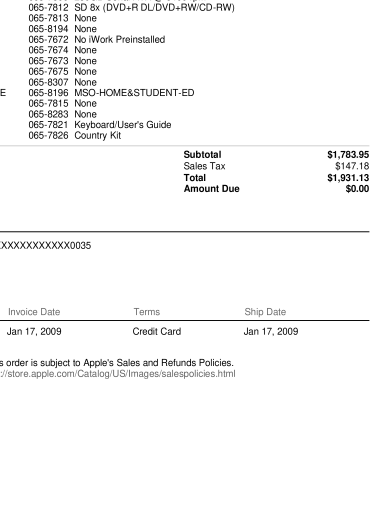 065-7812 SD 8x (DVD+R DL/DVD+RW/CD-RW)
065-7813 None
065-8194 None
065-7672 No iWork Preinstalled
065-7674 None
065-7673 None
065-7675 None
065-8307 None
E 065-8196 MSO-HOME&STUDENT-ED
065-7815 None
065-8283 None
065-7821 Keyboard/User's Guide
065-7826 Country Kit
Subtotal $1,783.95
Sales Tax $147.18
Total $1,931.13
Amount Due $0.00
XXXXXXXXXXXX0035
Invoice Date Terms Ship Date
Jan 17, 2009 Credit Card Jan 17, 2009
s order is subject to Apple's Sales and Refunds Policies.
://store.apple.com/Catalog/US/Images/salespolicies.html